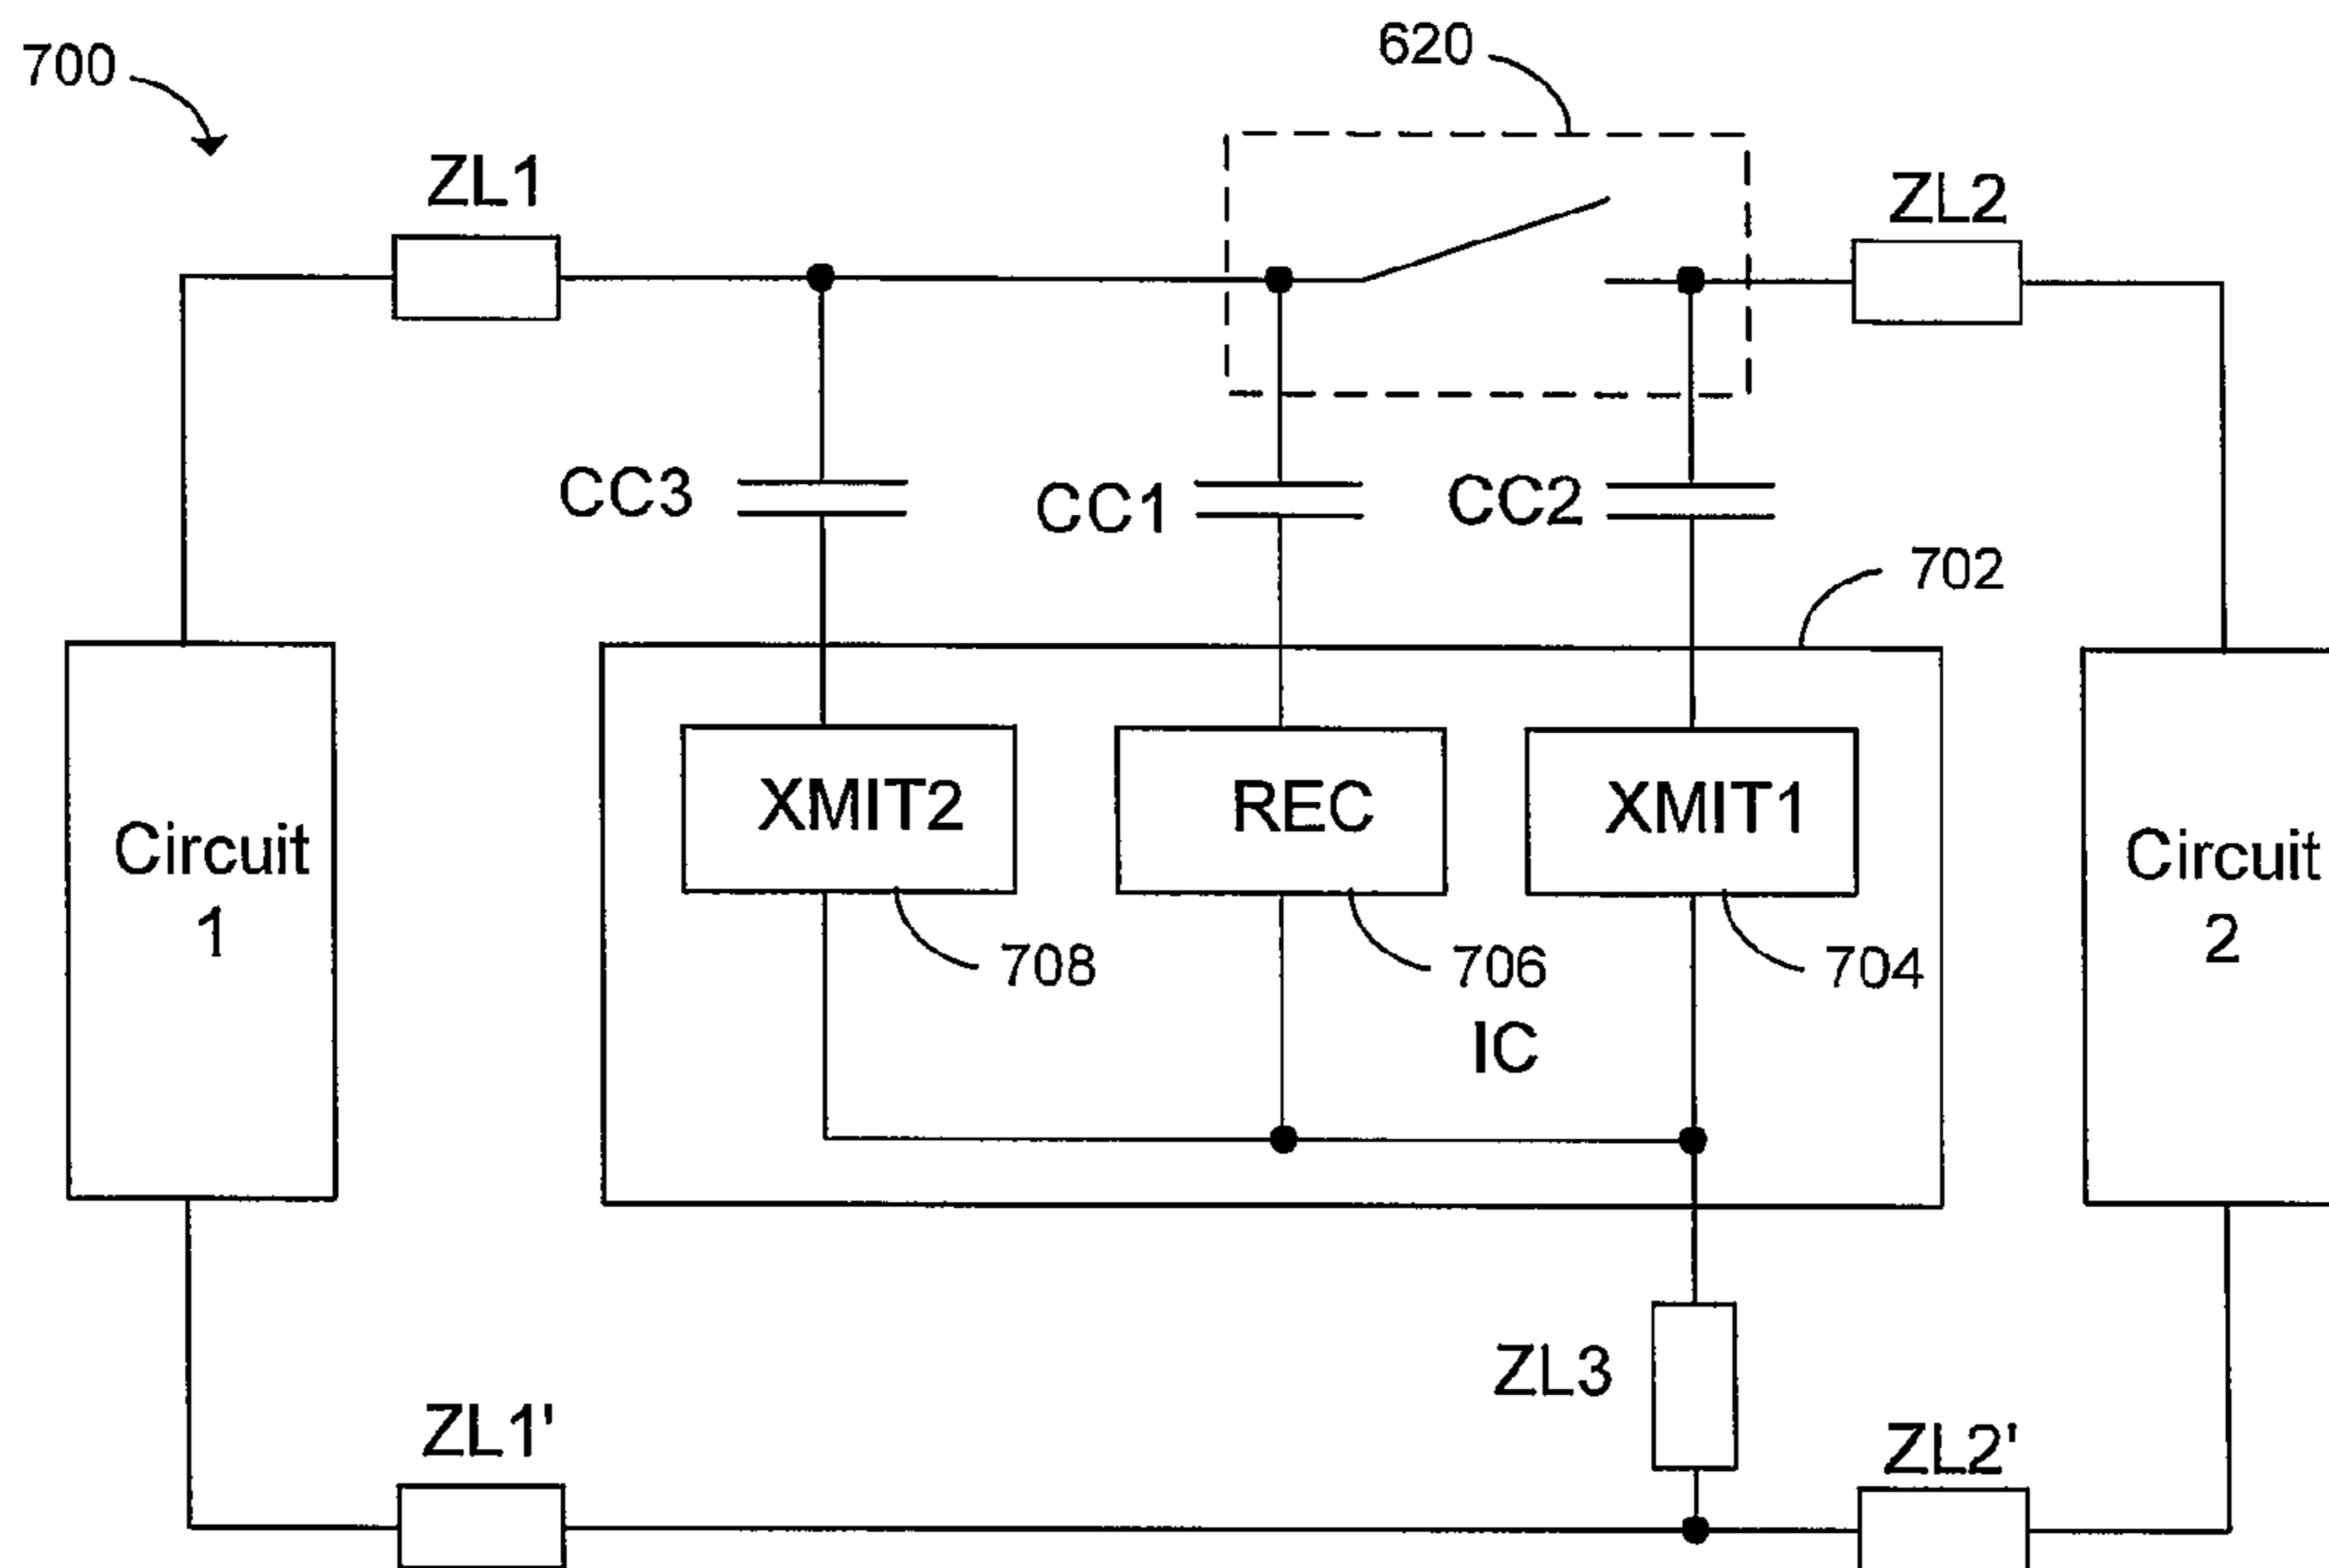 700
620
ZL1
ZL2
CC3
CC1
CC2
702
XMIT2
REC
XMIT1
Circuit
1
Circuit
2
708
706
704
IC
ZL3
ZL1'
ZL2'